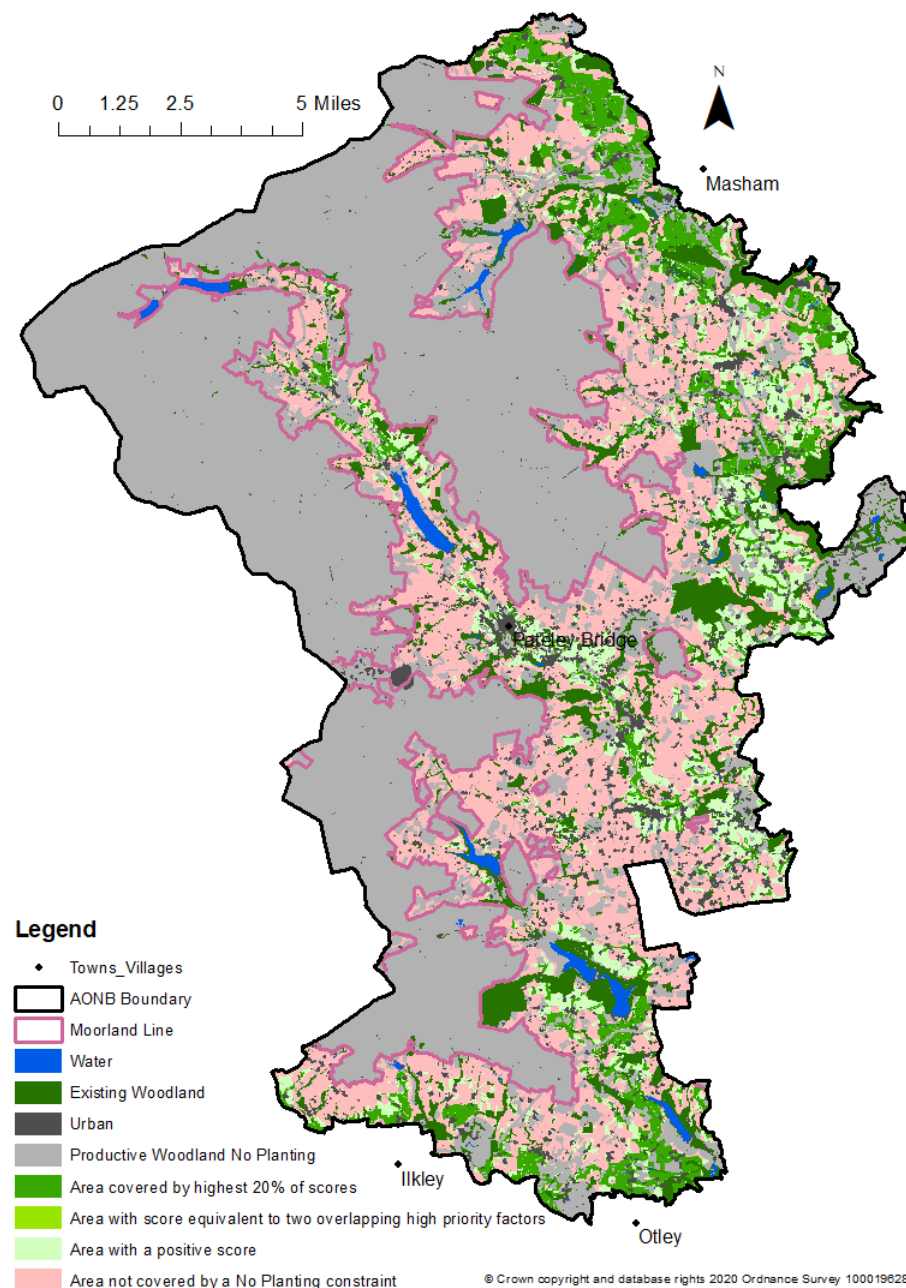 N
0 1.25 2.5 5 Miles
Masham
Pateley Bridge
Legend
Towns_Villages
AONB Boundary
Moorland Line
Water
Existing Woodland
Urban
Productive Woodland No Planting
Area covered by highest 20% of scores
Area with score equivalent to two overlapping high priority factors
Area with a positive score
Area not covered by a No Planting constraint
Ilkley
Otley
© Crown copyright and database rights 2020 Ordnance Survey 100019628